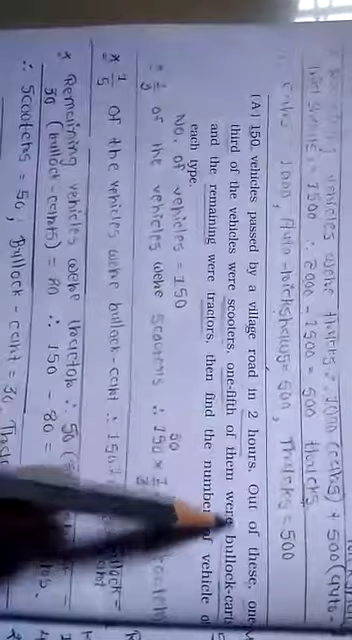 vehicles were trucks = 1000 (cars) + 500 (auto-
= 1500 ∴ 2000 - 1500 = 500 trucks
Cars 1000, Auto-rickshaws = 500, Trucks = 500
(A) 150 vehicles passed by a village road in 2 hours. Out of these, one-
third of the vehicles were scooters, one-fifth of them were bullock-carts
and the remaining were tractors, then find the number of vehicle of
each type.
No. of vehicles = 150
* 1/3 of the vehicles were scooters ∴ 150 × 1/3
50
* 1/5 of the vehicles were bullock-cart ∴ 150
* Remaining vehicles were tractor ∴ 50
30 (bullock-carts) = 80 ∴ 150 - 80 =
∴ Scooters = 50, Bullock-cart = 30,